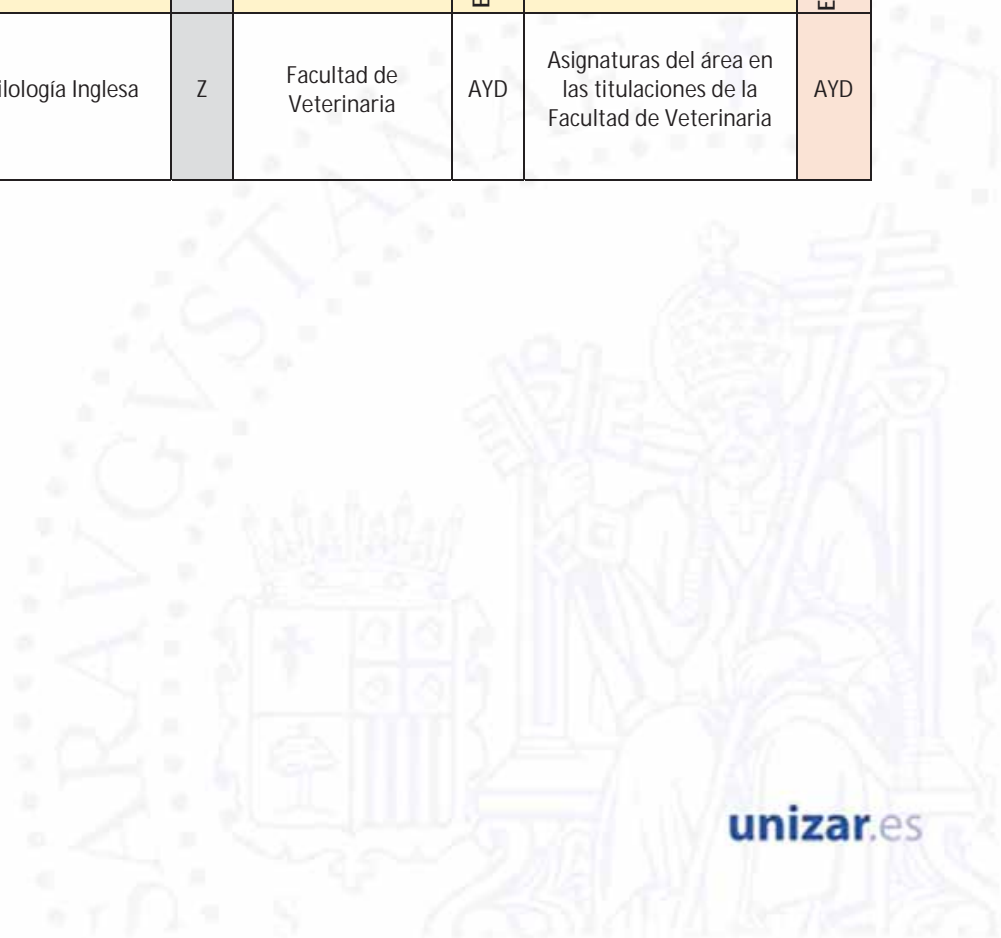 E
E
ilología Inglesa
Z
Facultad de
Veterinaria
AYD
Asignaturas del área en
las titulaciones de la
Facultad de Veterinaria
AYD
unizar.es